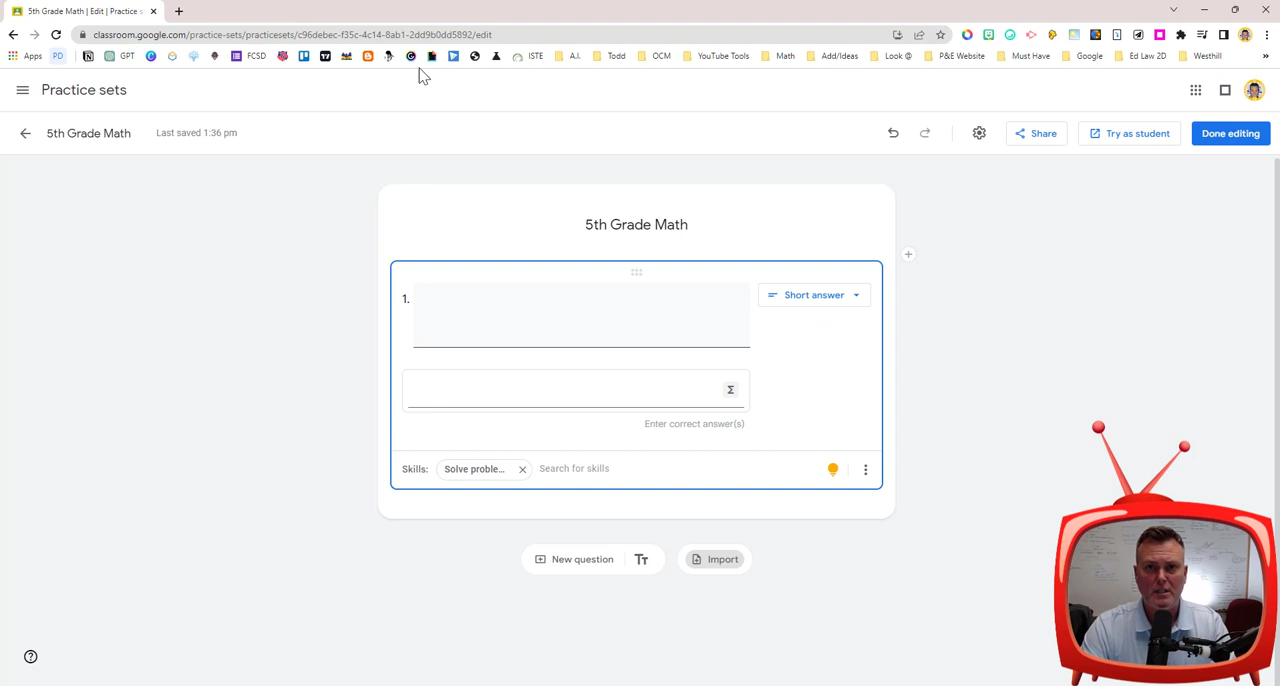 5th Grade Math | Edit | Practice s
classroom.google.com/practice-sets/practicesets/c96debec-f35c-4c14-8ab1-2dd9b0dd5892/edit
Apps PD GPT FCSD ISTE A.I. Todd OCM YouTube Tools Math Add/Ideas Look @ P&E Website Must Have Google Ed Law 2D Westhill »
Practice sets
5th Grade Math Last saved 1:36 pm Share Try as student Done editing
5th Grade Math
1. Short answer
Σ
Enter correct answer(s)
Skills: Solve proble... Search for skills
New question Tт Import